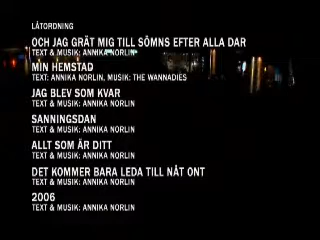 LÅTORDNING
OCH JAG GRÄT MIG TILL SÖMNS EFTER ALLA DAR
TEXT & MUSIK: ANNIKA NORLIN
MIN HEMSTAD
TEXT: ANNIKA NORLIN, MUSIK: THE WANNADIES
JAG BLEV SOM KVAR
TEXT & MUSIK: ANNIKA NORLIN
SANNINGSDAN
TEXT & MUSIK: ANNIKA NORLIN
ALLT SOM ÄR DITT
TEXT & MUSIK: ANNIKA NORLIN
DET KOMMER BARA LEDA TILL NÅT ONT
TEXT & MUSIK: ANNIKA NORLIN
2006
TEXT & MUSIK: ANNIKA NORLIN